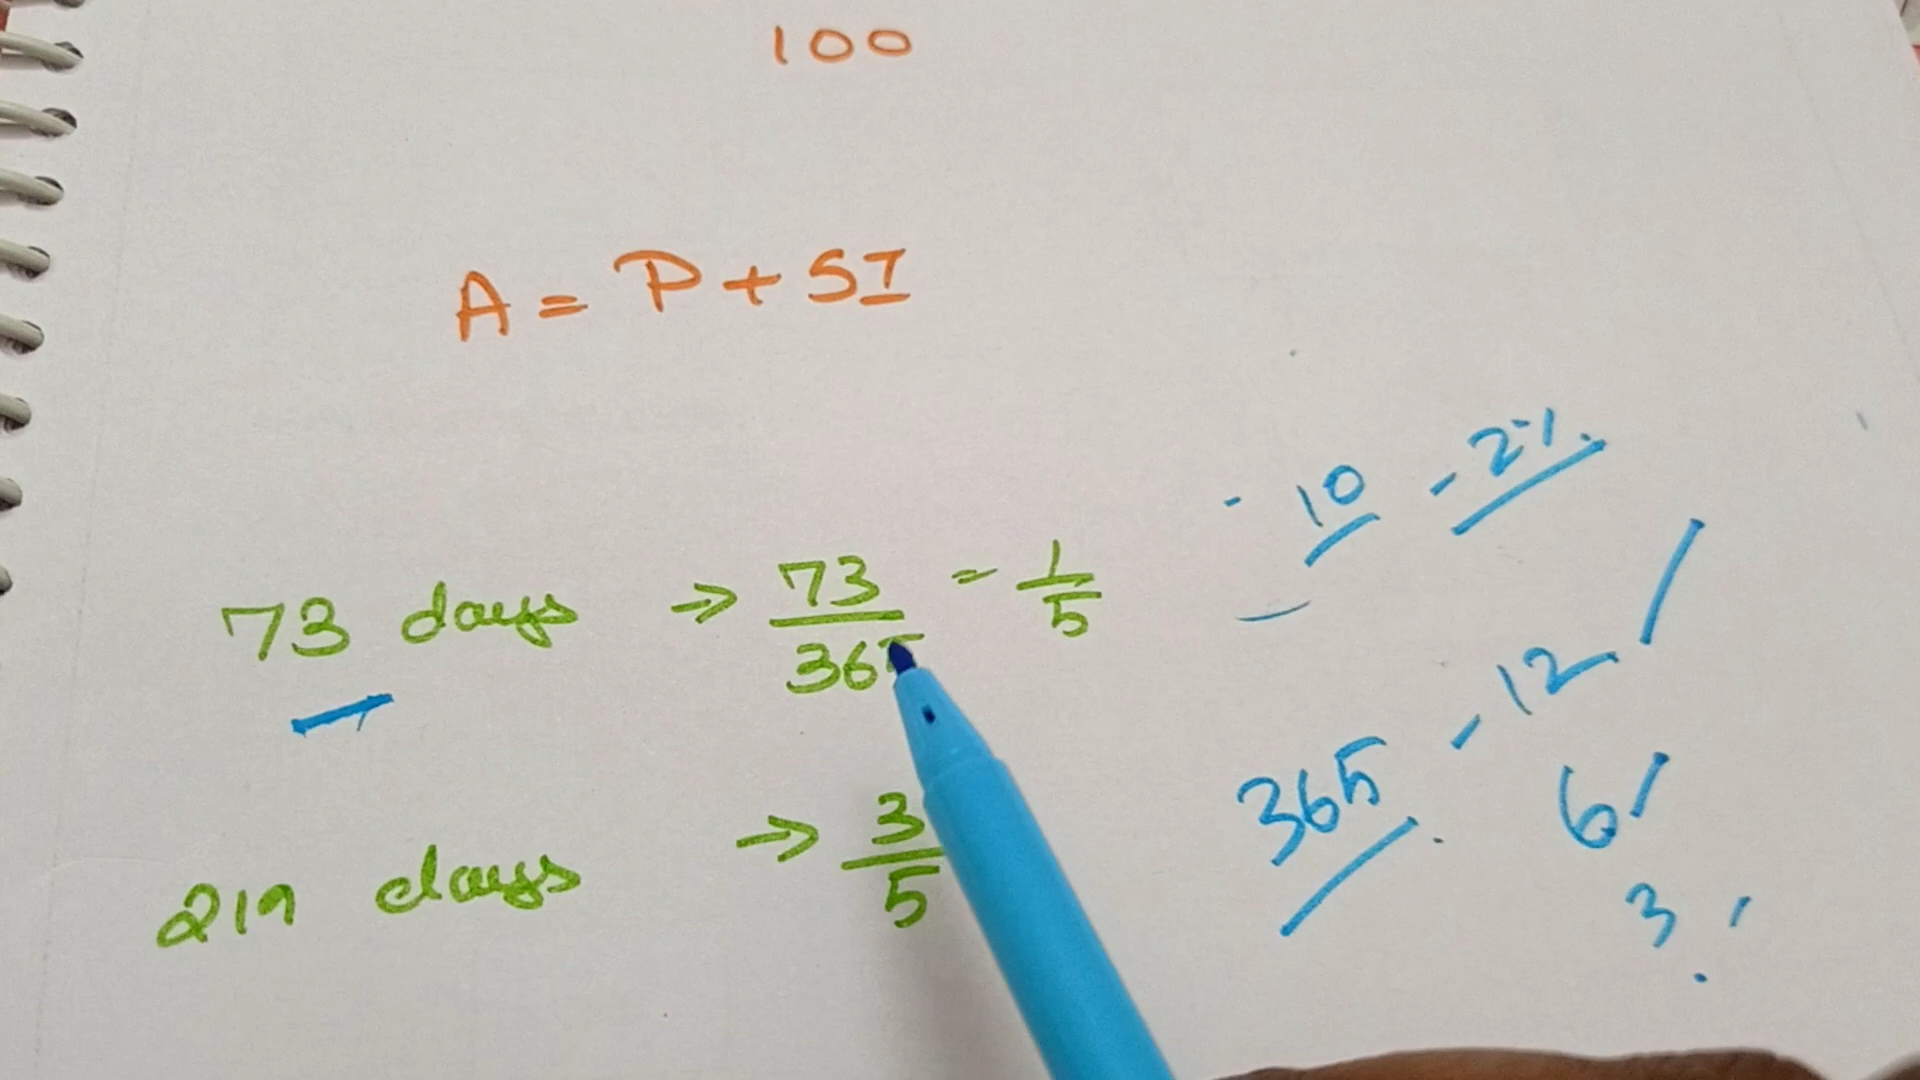 100
A = P + SI
- 10 - 2%
73 days → 73/365 = 1/5
365 - 12
6
219 days → 3/5
3